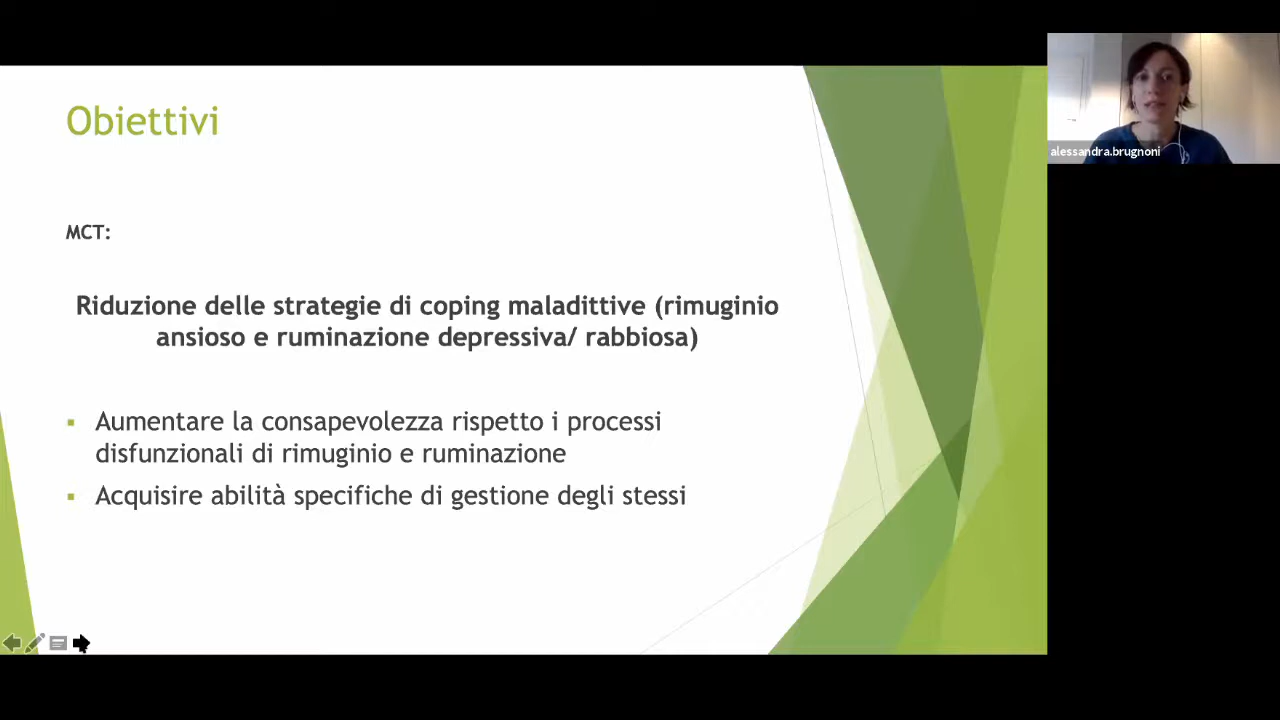 Obiettivi
MCT:
Riduzione delle strategie di coping maladittive (rimuginio
ansioso e ruminazione depressiva/ rabbiosa)
Aumentare la consapevolezza rispetto i processi
disfunzionali di rimuginio e ruminazione
Acquisire abilità specifiche di gestione degli stessi
alessandra.brugnoni